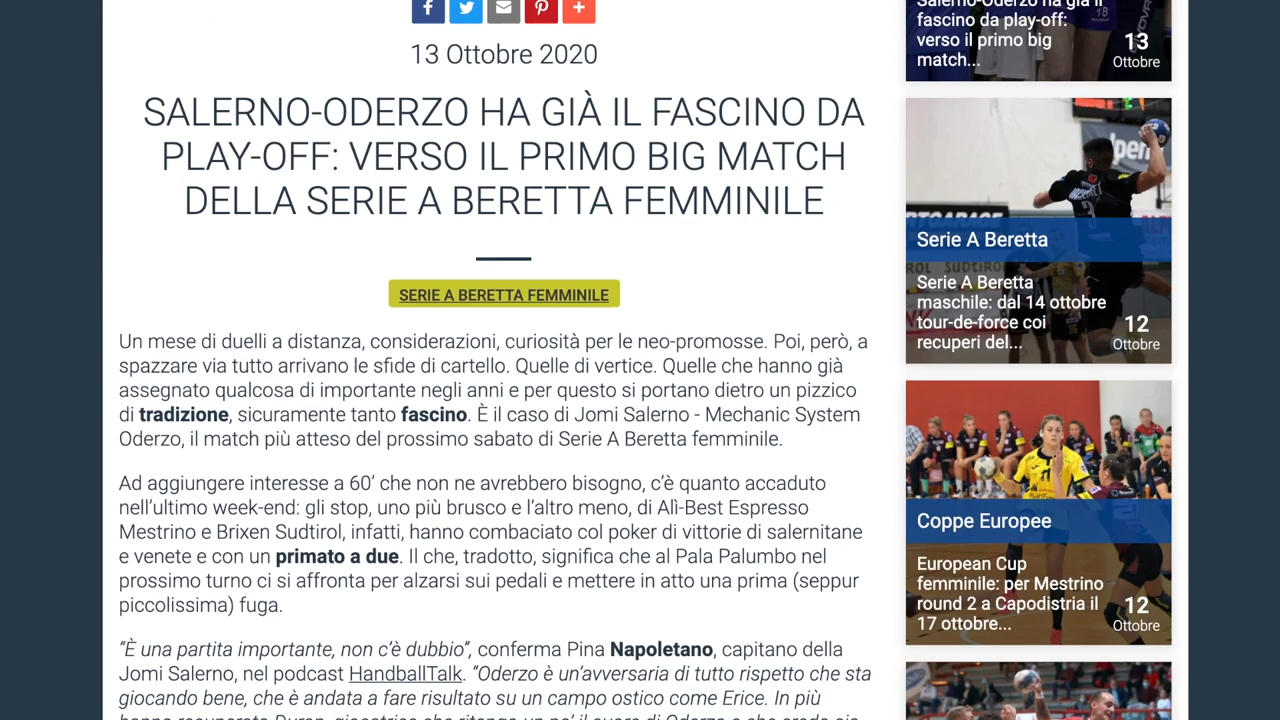 13 Ottobre 2020
SALERNO-ODERZO HA GIÀ IL FASCINO DA
PLAY-OFF: VERSO IL PRIMO BIG MATCH
DELLA SERIE A BERETTA FEMMINILE
SERIE A BERETTA FEMMINILE
Un mese di duelli a distanza, considerazioni, curiosità per le neo-promosse. Poi, però, a
spazzare via tutto arrivano le sfide di cartello. Quelle di vertice. Quelle che hanno già
assegnato qualcosa di importante negli anni e per questo si portano dietro un pizzico
di tradizione, sicuramente tanto fascino. È il caso di Jomi Salerno - Mechanic System
Oderzo, il match più atteso del prossimo sabato di Serie A Beretta femminile.
Ad aggiungere interesse a 60’ che non ne avrebbero bisogno, c’è quanto accaduto
nell’ultimo week-end: gli stop, uno più brusco e l’altro meno, di Alì-Best Espresso
Mestrino e Brixen Sudtirol, infatti, hanno combaciato col poker di vittorie di salernitane
e venete e con un primato a due. Il che, tradotto, significa che al Pala Palumbo nel
prossimo turno ci si affronta per alzarsi sui pedali e mettere in atto una prima (seppur
piccolissima) fuga.
“È una partita importante, non c’è dubbio”, conferma Pina Napoletano, capitano della
Jomi Salerno, nel podcast HandballTalk. “Oderzo è un’avversaria di tutto rispetto che sta
giocando bene, che è andata a fare risultato su un campo ostico come Erice. In più
Salerno-Oderzo ha già il
fascino da play-off:
verso il primo big
match...
13
Ottobre
Serie A Beretta
Serie A Beretta
maschile: dal 14 ottobre
tour-de-force coi
recuperi del...
12
Ottobre
Coppe Europee
European Cup
femminile: per Mestrino
round 2 a Capodistria il
17 ottobre...
12
Ottobre